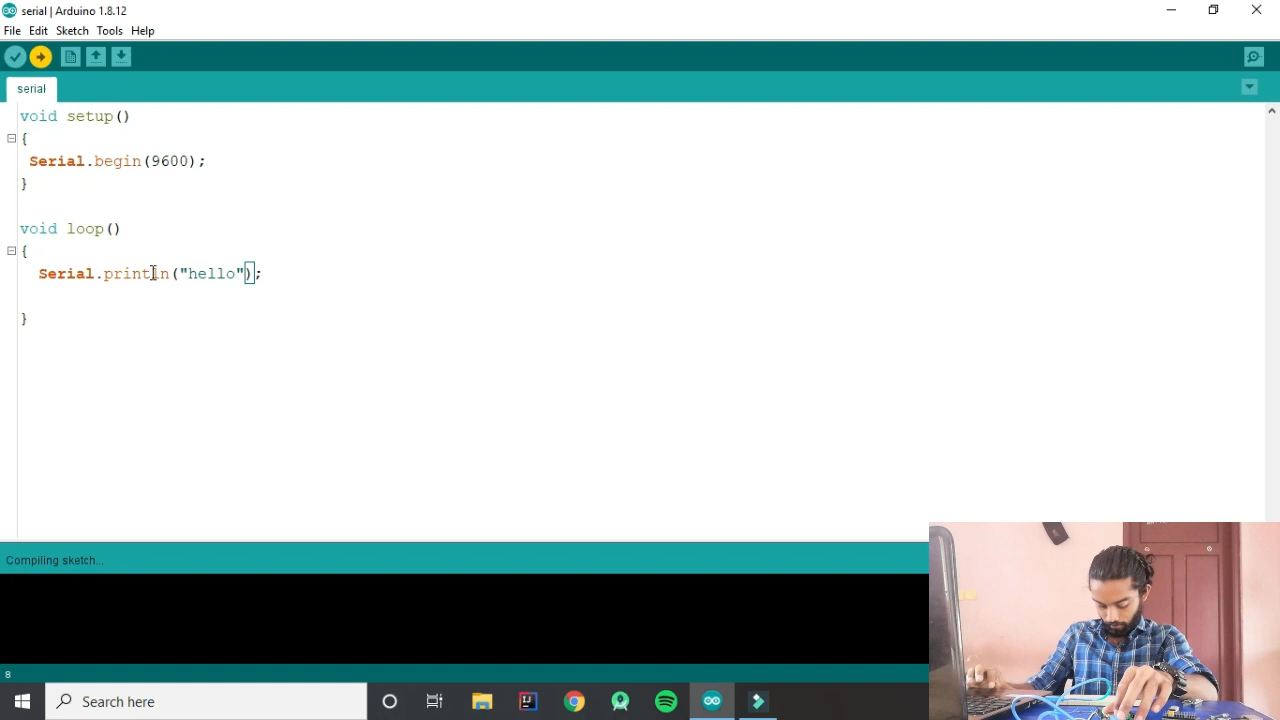 serial | Arduino 1.8.12
File Edit Sketch Tools Help
serial
void setup()
{
Serial.begin(9600);
}
void loop()
{
Serial.println("hello");
}
Compiling sketch...
8
Search here